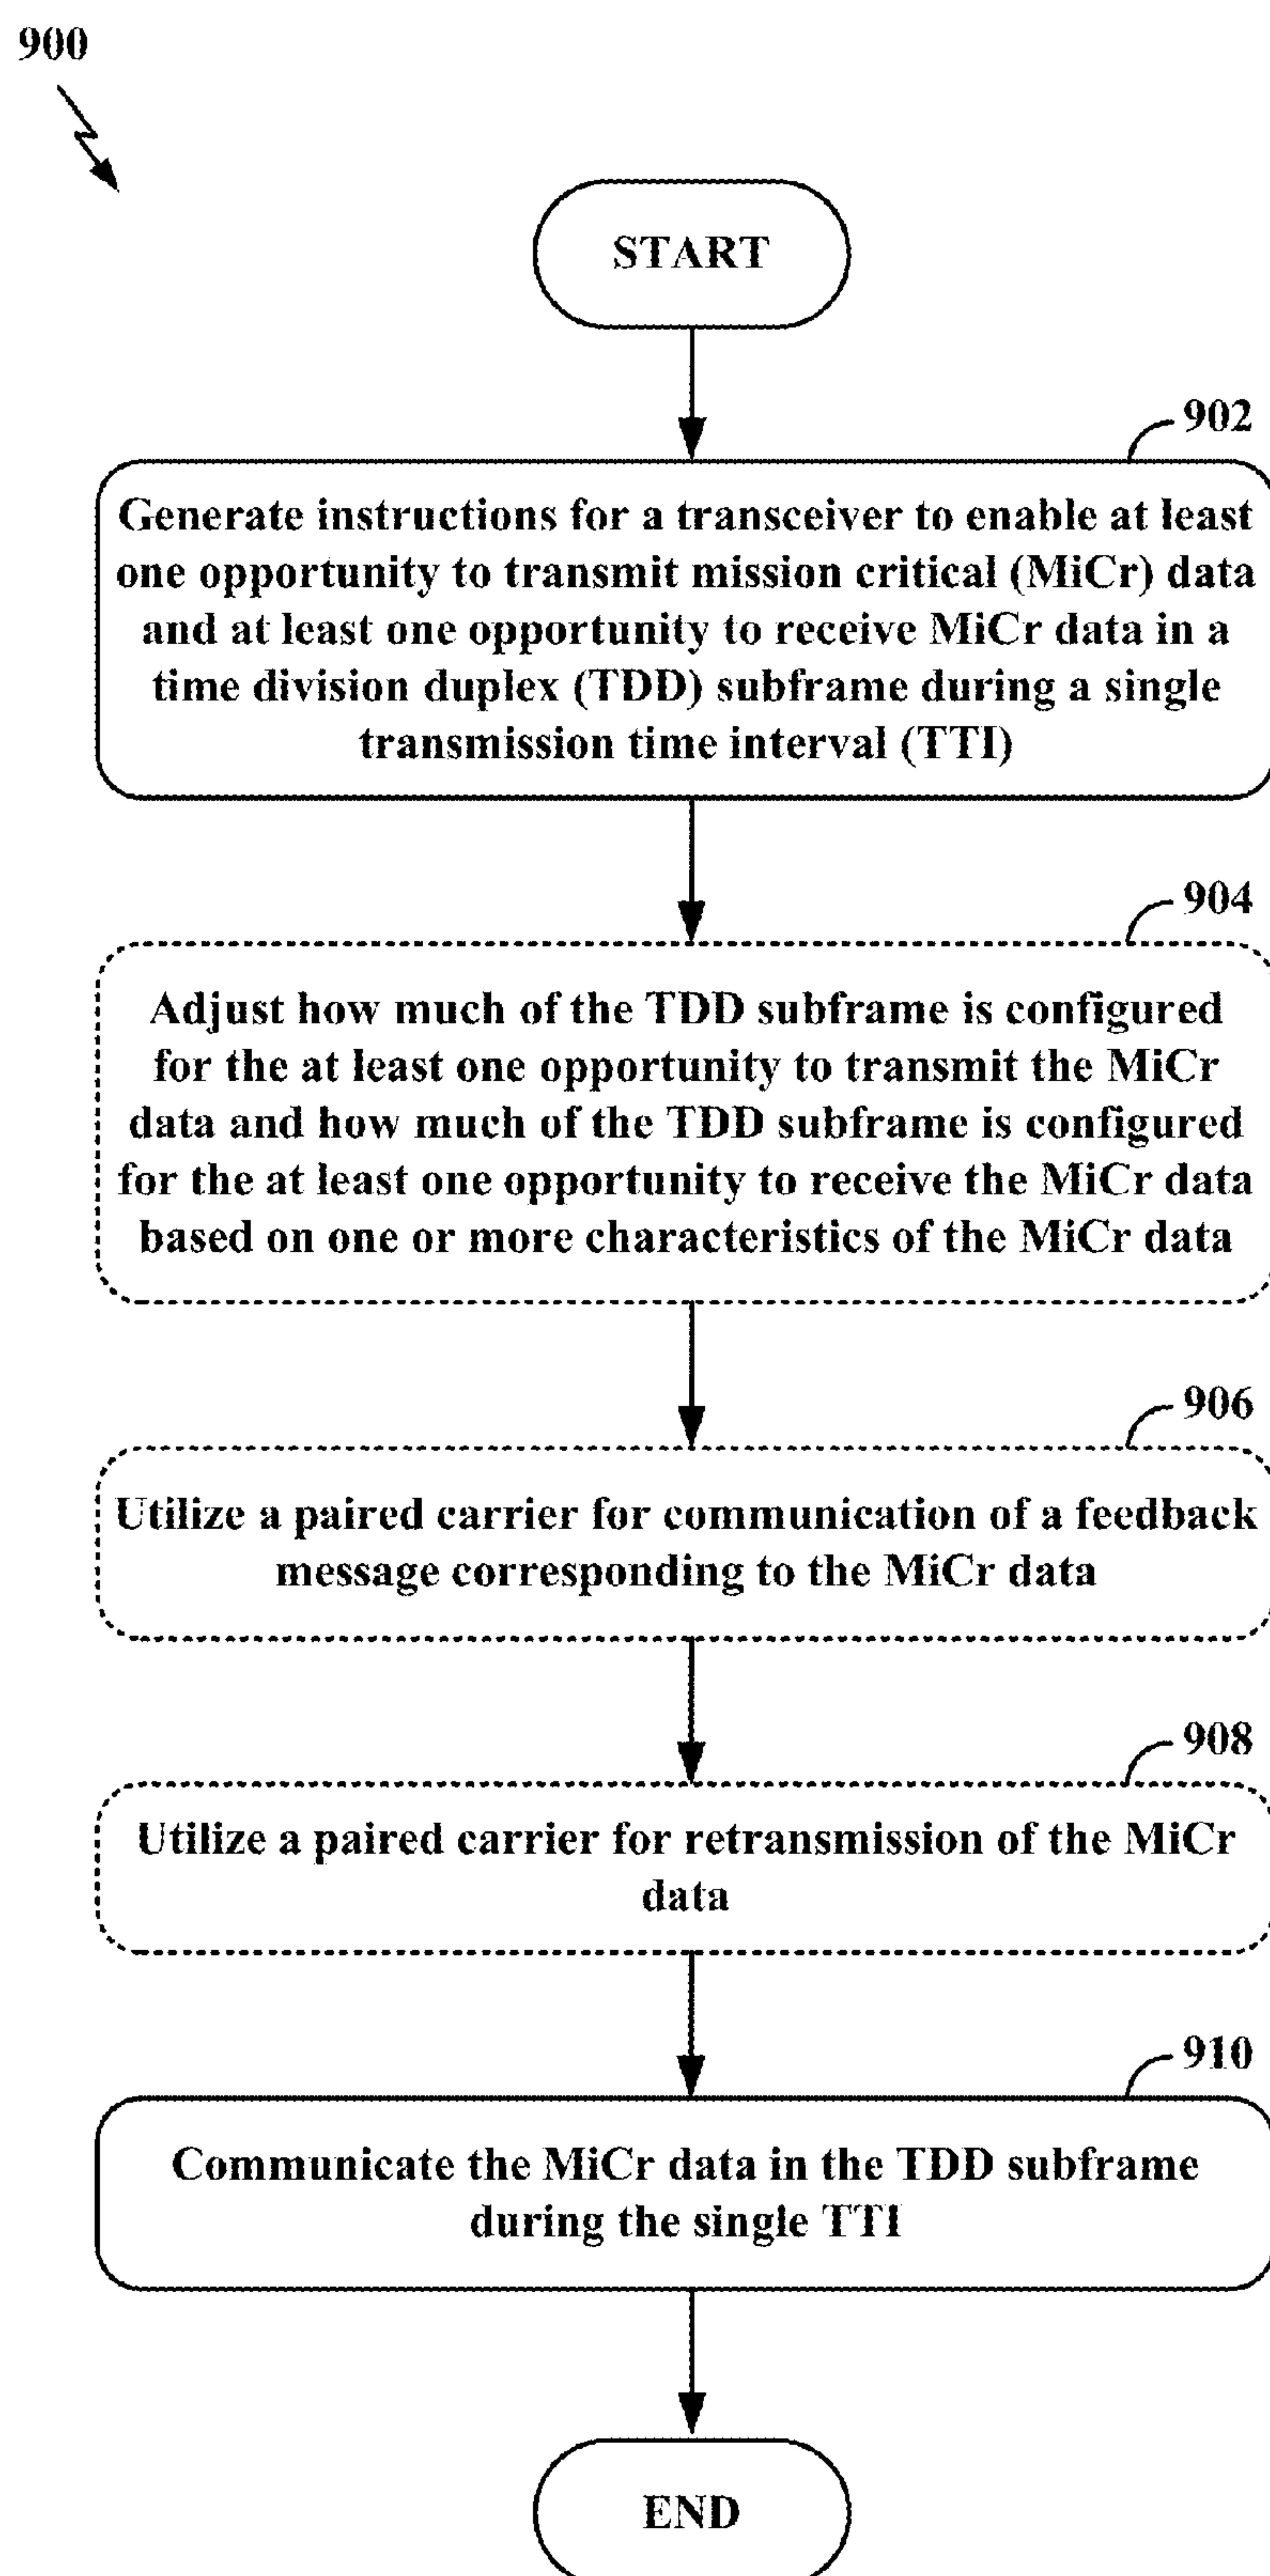 900
START
902
Generate instructions for a transceiver to enable at least
one opportunity to transmit mission critical (MiCr) data
and at least one opportunity to receive MiCr data in a
time division duplex (TDD) subframe during a single
transmission time interval (TTI)
904
Adjust how much of the TDD subframe is configured
for the at least one opportunity to transmit the MiCr
data and how much of the TDD subframe is configured
for the at least one opportunity to receive the MiCr data
based on one or more characteristics of the MiCr data
906
Utilize a paired carrier for communication of a feedback
message corresponding to the MiCr data
908
Utilize a paired carrier for retransmission of the MiCr
data
910
Communicate the MiCr data in the TDD subframe
during the single TTI
END